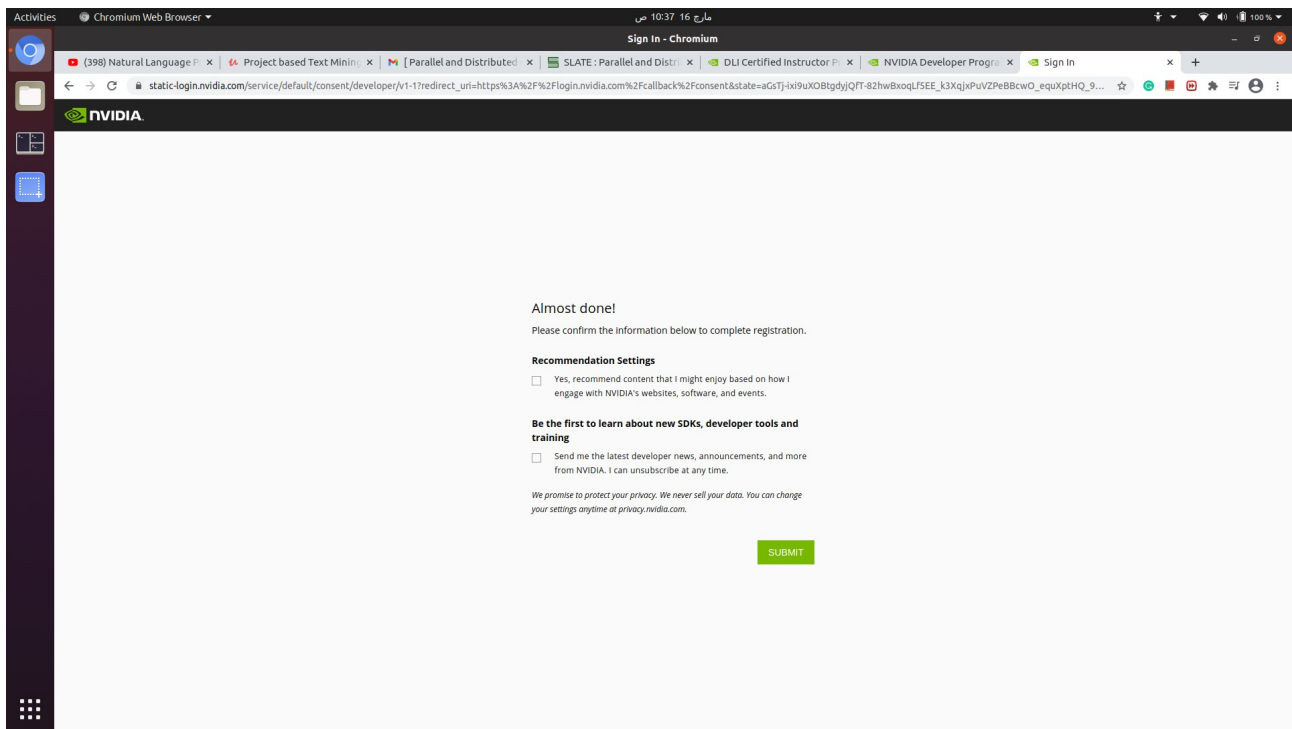 Activities
Chromium Web Browser
مارچ 16 10:37 ص
100 %
Sign In - Chromium
(398) Natural Language P
Project based Text Mining
[Parallel and Distributed
SLATE : Parallel and Distri
DLI Certified Instructor P
NVIDIA Developer Progra
Sign In
static-login.nvidia.com/service/default/consent/developer/v1-1?redirect_uri=https%3A%2F%2Flogin.nvidia.com%2Fcallback%2Fconsent&state=
NVIDIA.
Almost done!
Please confirm the information below to complete registration.
Recommendation Settings
Yes, recommend content that I might enjoy based on how I
engage with NVIDIA's websites, software, and events.
Be the first to learn about new SDKs, developer tools and
training
Send me the latest developer news, announcements, and more
from NVIDIA. I can unsubscribe at any time.
We promise to protect your privacy. We never sell your data. You can change
your settings anytime at privacy.nvidia.com.
SUBMIT